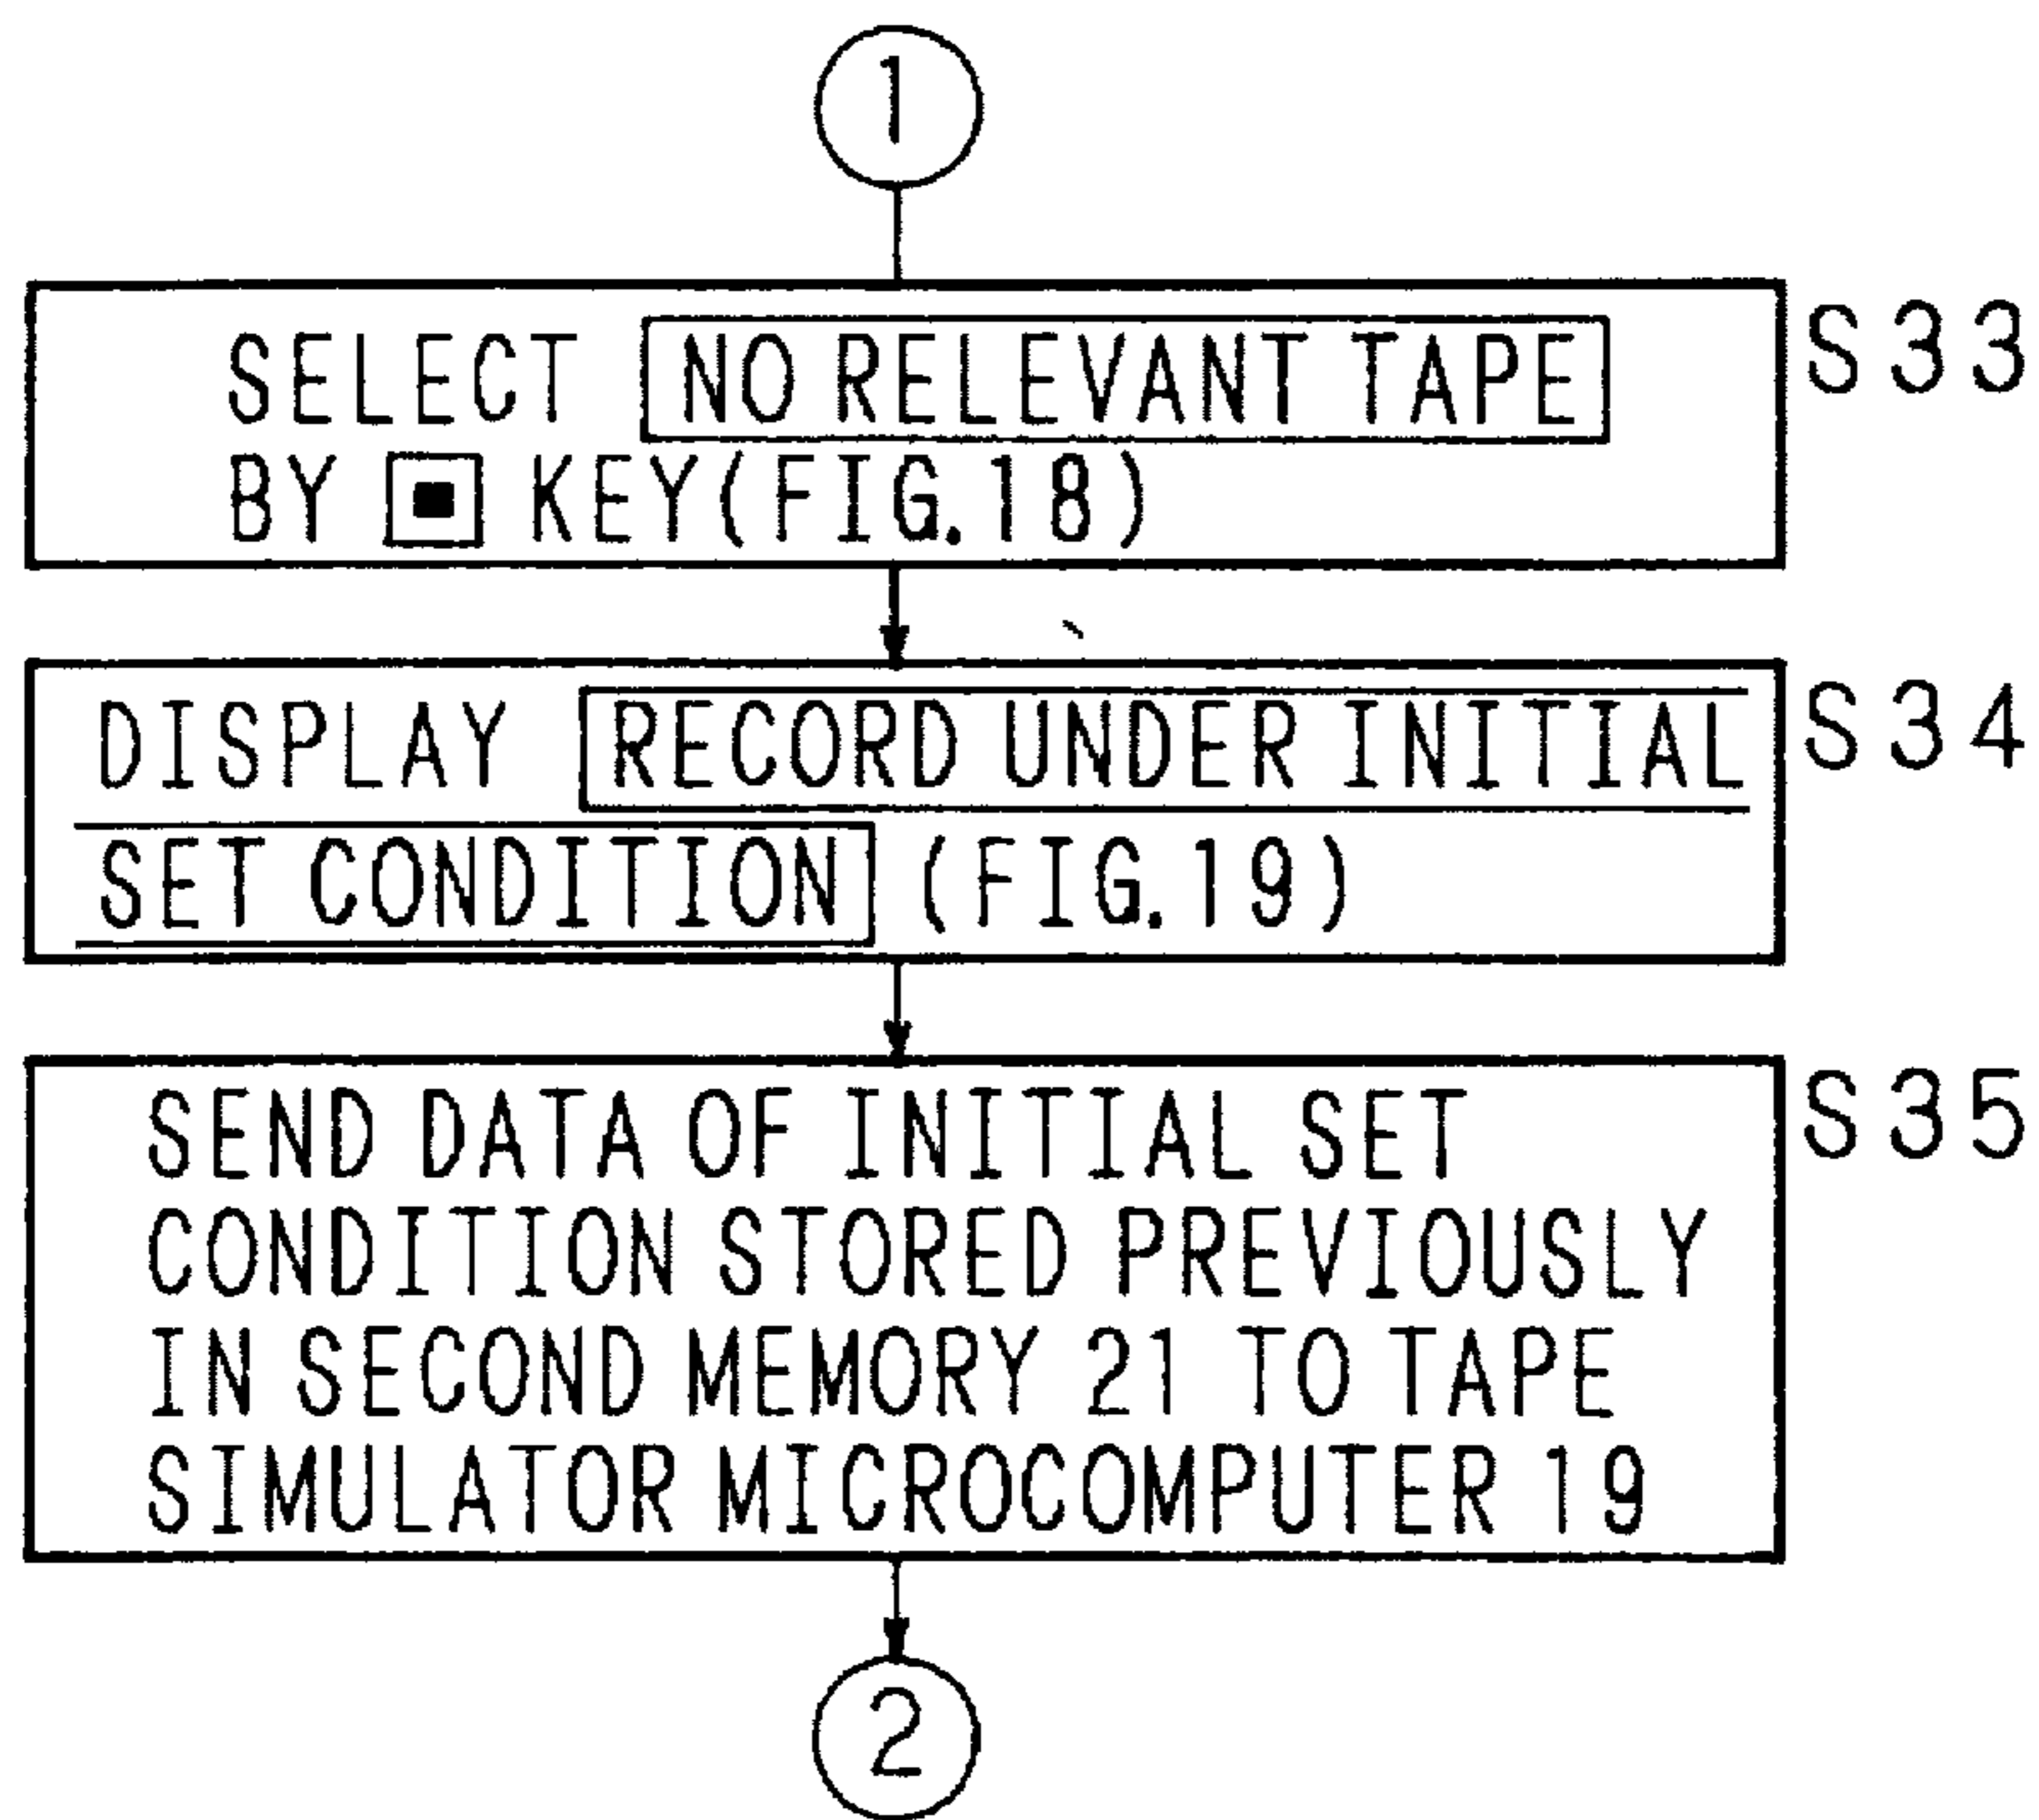 1
SELECT NO RELEVANT TAPE S33
BY ▣ KEY(FIG.18)
DISPLAY RECORD UNDER INITIAL S34
SET CONDITION (FIG.19)
SEND DATA OF INITIAL SET S35
CONDITION STORED PREVIOUSLY
IN SECOND MEMORY 21 TO TAPE
SIMULATOR MICROCOMPUTER 19
2